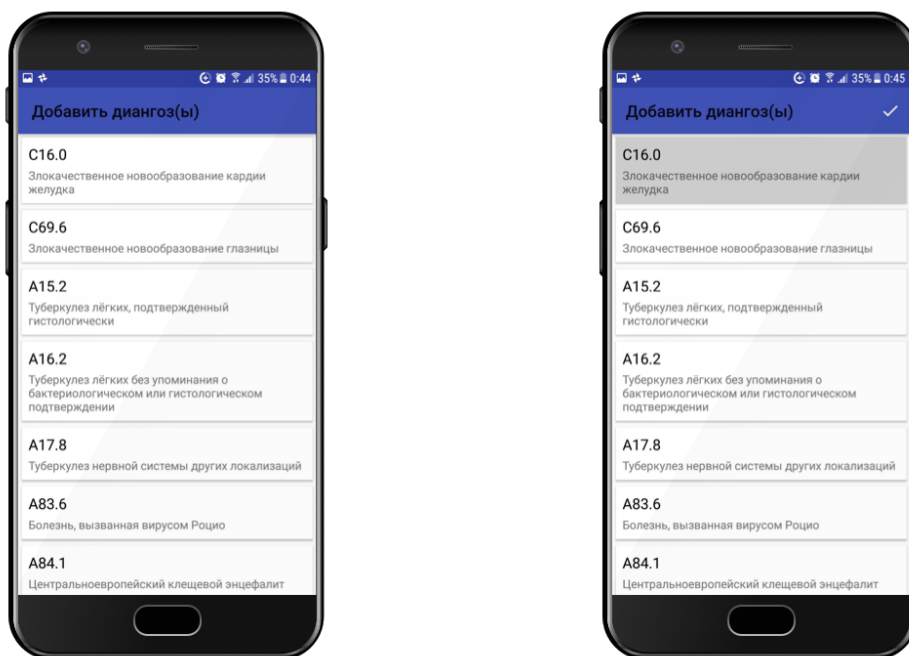 35% 0:44
Добавить диангоз(ы)
C16.0
Злокачественное новообразование кардии
желудка
C69.6
Злокачественное новообразование глазницы
A15.2
Туберкулез лёгких, подтвержденный
гистологически
A16.2
Туберкулез лёгких без упоминания о
бактериологическом или гистологическом
подтверждении
A17.8
Туберкулез нервной системы других локализаций
A83.6
Болезнь, вызванная вирусом Роцио
A84.1
Центральноевропейский клещевой энцефалит
35% 0:45
Добавить диангоз(ы)
C16.0
Злокачественное новообразование кардии
желудка
C69.6
Злокачественное новообразование глазницы
A15.2
Туберкулез лёгких, подтвержденный
гистологически
A16.2
Туберкулез лёгких без упоминания о
бактериологическом или гистологическом
подтверждении
A17.8
Туберкулез нервной системы других локализаций
A83.6
Болезнь, вызванная вирусом Роцио
A84.1
Центральноевропейский клещевой энцефалит